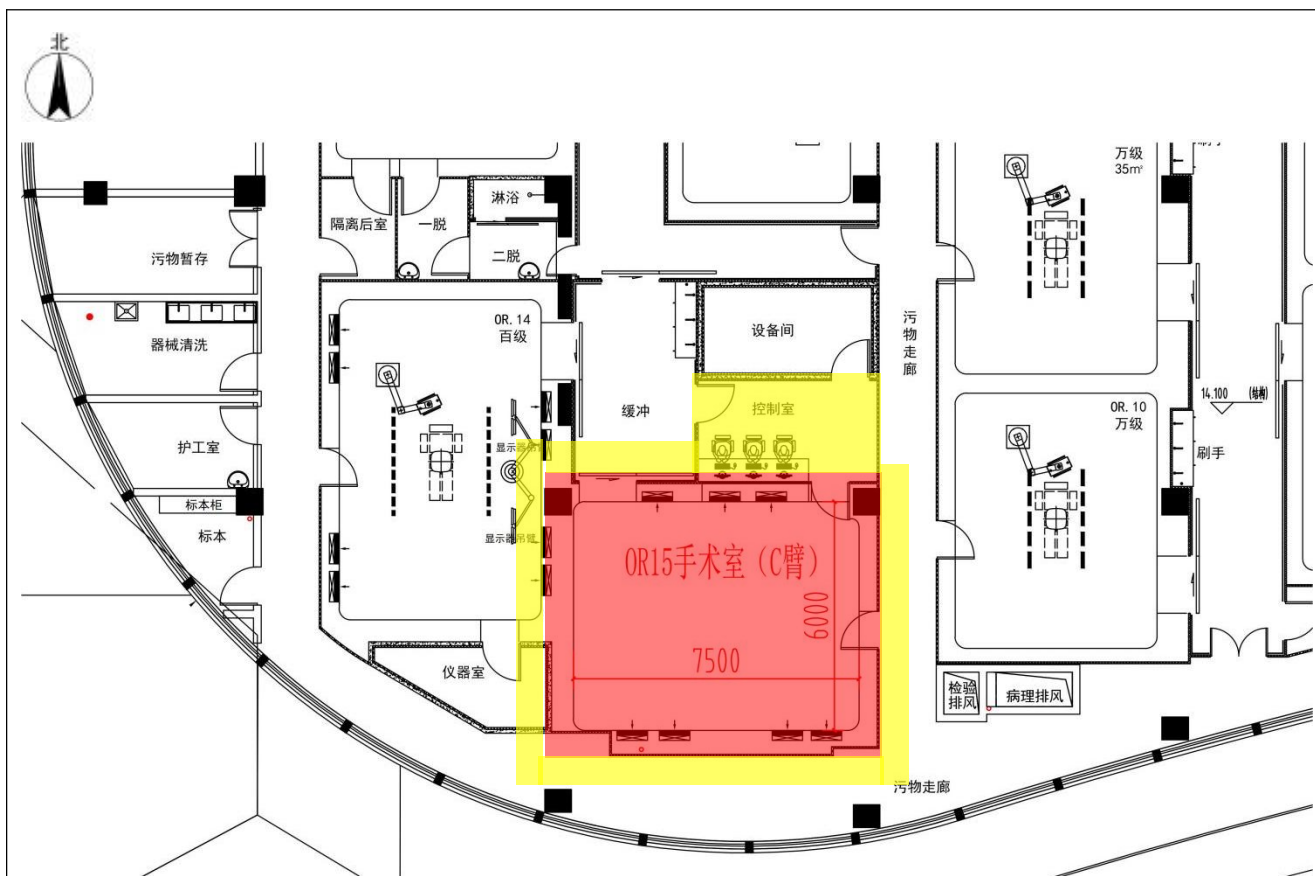 北
淋浴
隔离后室
一脱
二脱
万级
35m²
污物暂存
OR.14
百级
设备间
污物走廊
器械清洗
14.100
(结构)
缓冲
控制室
OR.10
万级
护工室
显示器吊臂
刷手
标本柜
标本
显示器吊臂
OR15手术室（C臂）
6000
7500
仪器室
检验
排风
病理排风
污物走廊